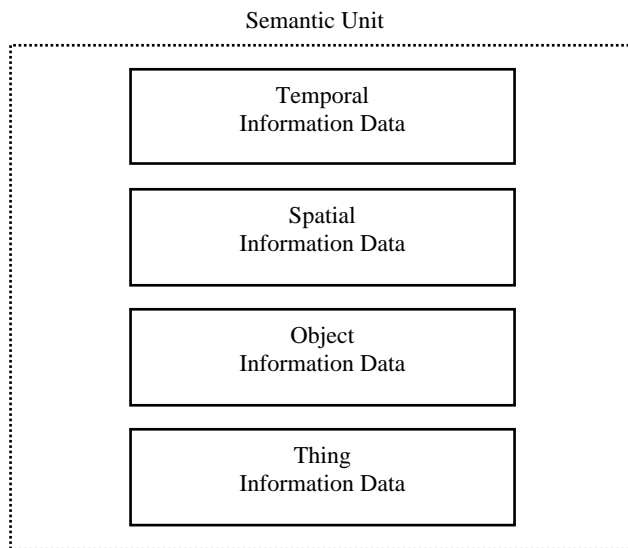 Semantic Unit
Temporal
Information Data
Spatial
Information Data
Object
Information Data
Thing
Information Data